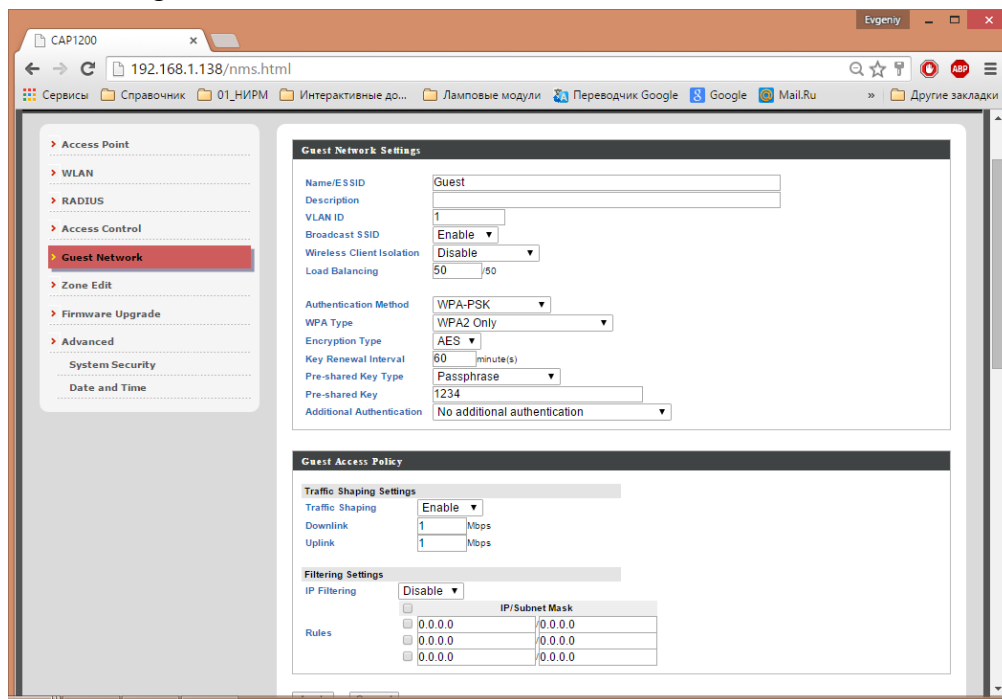 Evgeniy
CAP1200
192.168.1.138/nms.html
Сервисы Справочник 01_НИРМ Интерактивные до... Ламповые модули Переводчик Google Google Mail.Ru » Другие закладки
Access Point
WLAN
RADIUS
Access Control
Guest Network
Zone Edit
Firmware Upgrade
Advanced
System Security
Date and Time
Guest Network Settings
Name/ESSID Guest
Description
VLAN ID 1
Broadcast SSID Enable
Wireless Client Isolation Disable
Load Balancing 50 /50
Authentication Method WPA-PSK
WPA Type WPA2 Only
Encryption Type AES
Key Renewal Interval 60 minute(s)
Pre-shared Key Type Passphrase
Pre-shared Key 1234
Additional Authentication No additional authentication
Guest Access Policy
Traffic Shaping Settings
Traffic Shaping Enable
Downlink 1 Mbps
Uplink 1 Mbps
Filtering Settings
IP Filtering Disable
IP/Subnet Mask
Rules
0.0.0.0 /0.0.0.0
0.0.0.0 /0.0.0.0
0.0.0.0 /0.0.0.0